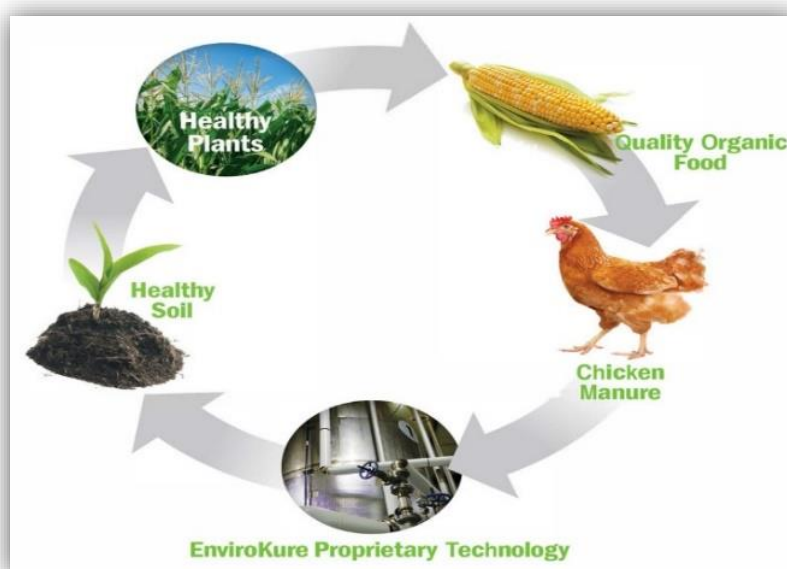 Healthy
Plants
Quality Organic
Food
Healthy
Soil
Chicken
Manure
EnviroKure Proprietary Technology